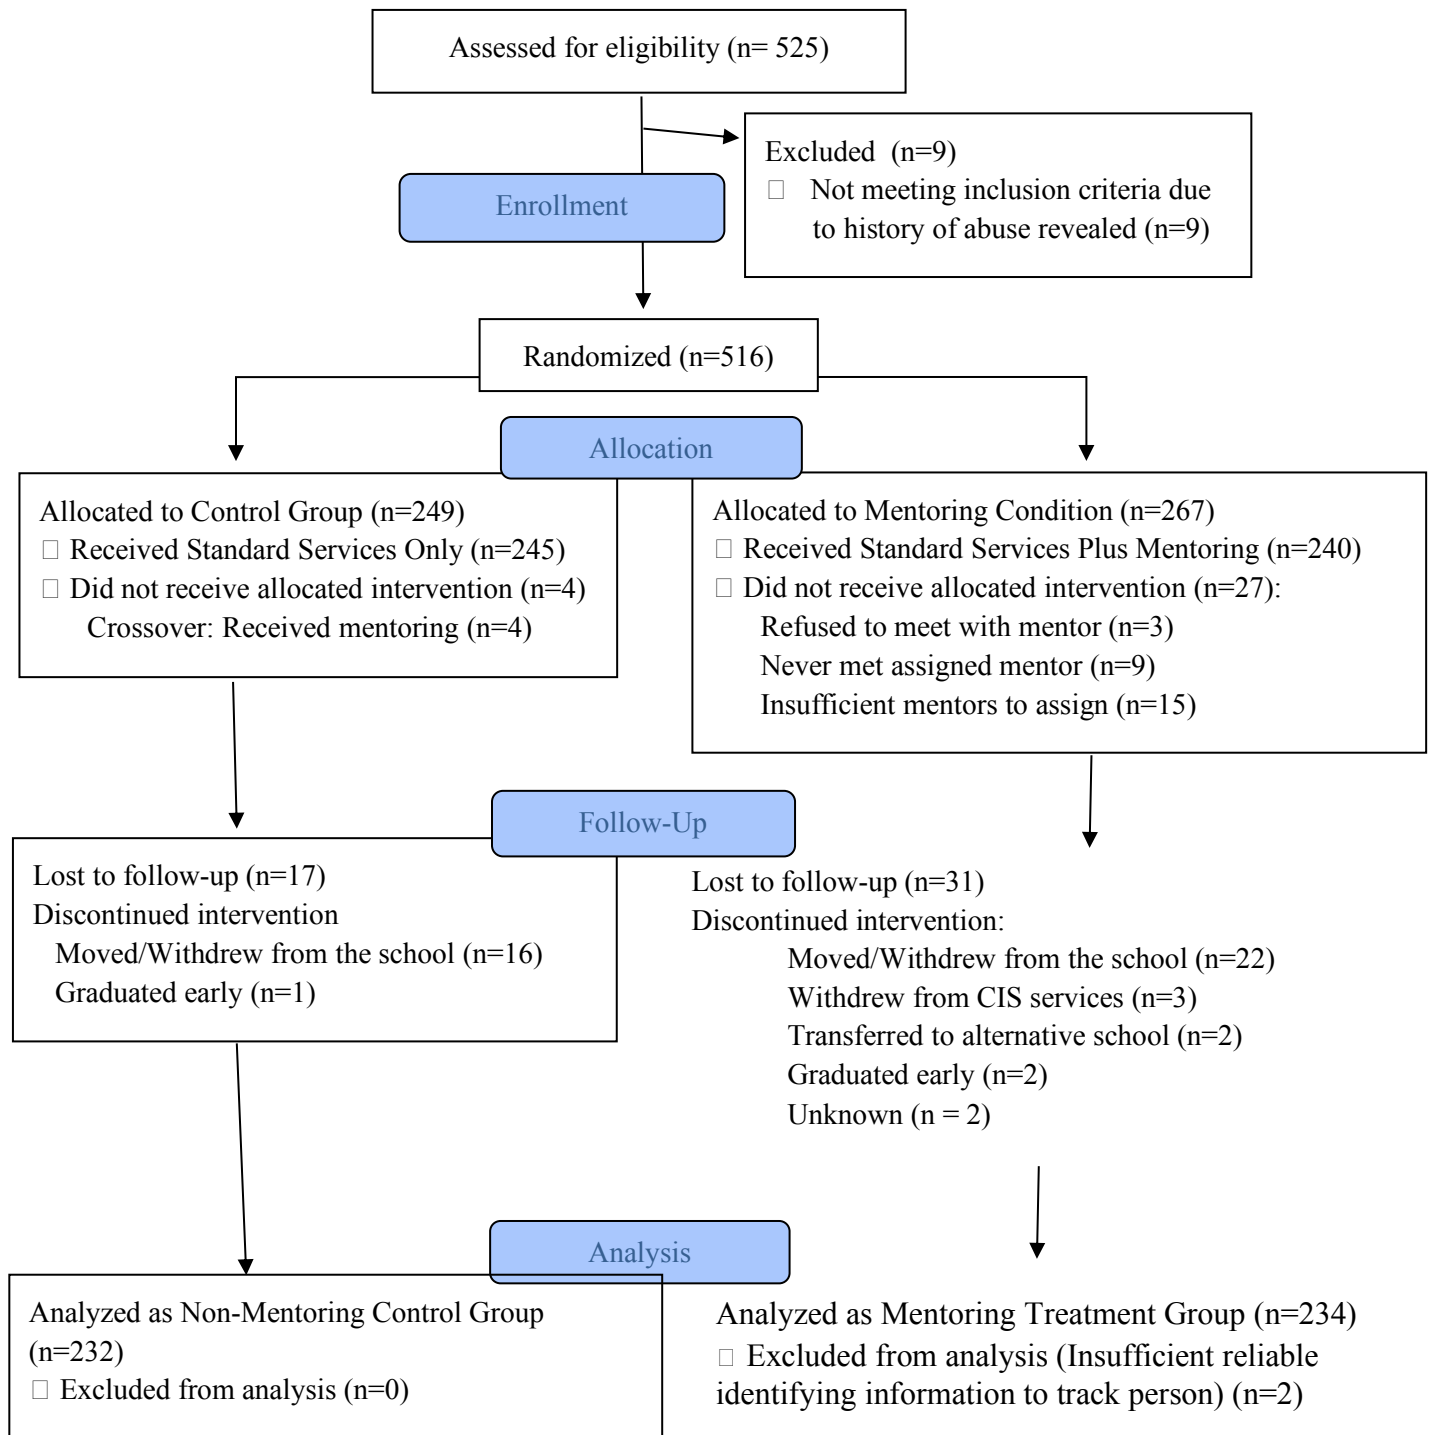 Assessed for eligibility (n= 525)
Excluded  (n=9)
□ Not meeting inclusion criteria due
to history of abuse revealed (n=9)
Enrollment
Randomized (n=516)
Allocation
Allocated to Control Group (n=249)
□ Received Standard Services Only (n=245)
□ Did not receive allocated intervention (n=4)
Crossover: Received mentoring (n=4)
Allocated to Mentoring Condition (n=267)
□ Received Standard Services Plus Mentoring (n=240)
□ Did not receive allocated intervention (n=27):
Refused to meet with mentor (n=3)
Never met assigned mentor (n=9)
Insufficient mentors to assign (n=15)
Follow-Up
Lost to follow-up (n=17)
Discontinued intervention
Moved/Withdrew from the school (n=16)
Graduated early (n=1)
Lost to follow-up (n=31)
Discontinued intervention:
Moved/Withdrew from the school (n=22)
Withdrew from CIS services (n=3)
Transferred to alternative school (n=2)
Graduated early (n=2)
Unknown (n = 2)
Analysis
Analyzed as Non-Mentoring Control Group
(n=232)
□ Excluded from analysis (n=0)
Analyzed as Mentoring Treatment Group (n=234)
□ Excluded from analysis (Insufficient reliable
identifying information to track person) (n=2)